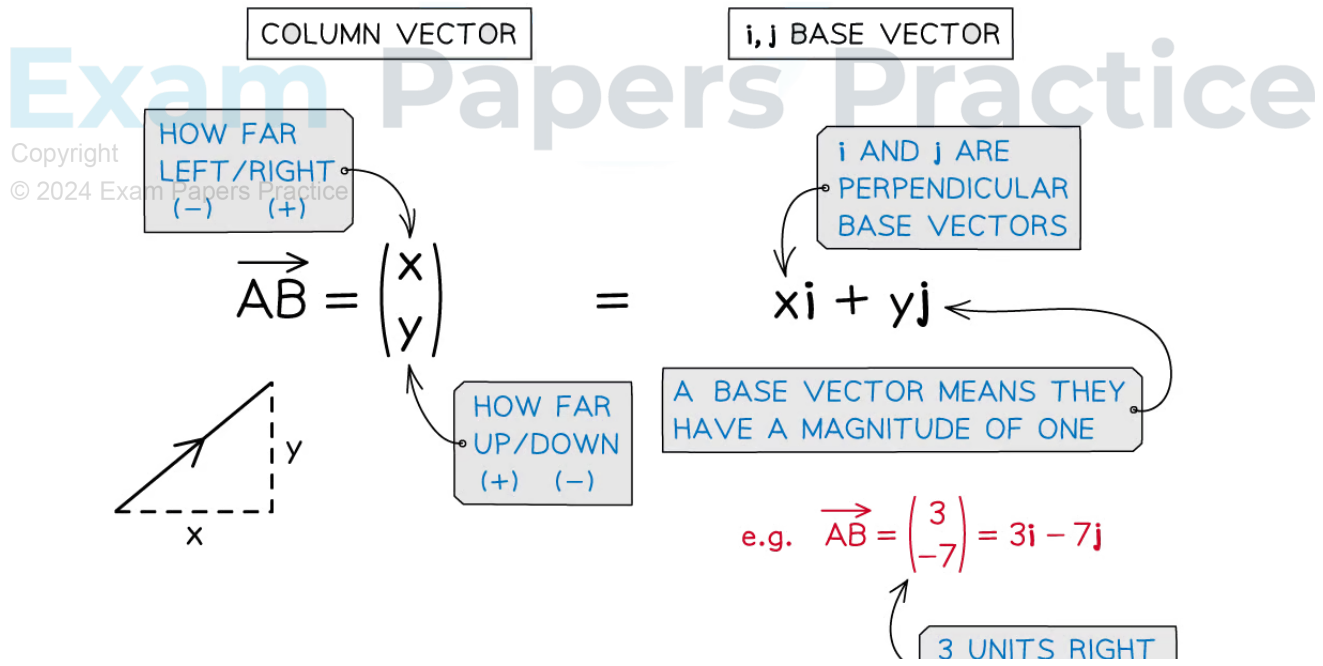 COLUMN VECTOR
i, j BASE VECTOR
Exam Papers Practice
Copyright
© 2024 Exam Papers Practice
HOW FAR
LEFT/RIGHT
(−) (+)
i AND j ARE
PERPENDICULAR
BASE VECTORS
AB = (x y) = xi + yj
HOW FAR
UP/DOWN
(+) (−)
A BASE VECTOR MEANS THEY
HAVE A MAGNITUDE OF ONE
y
x
e.g. AB = (3 −7) = 3i − 7j
3 UNITS RIGHT